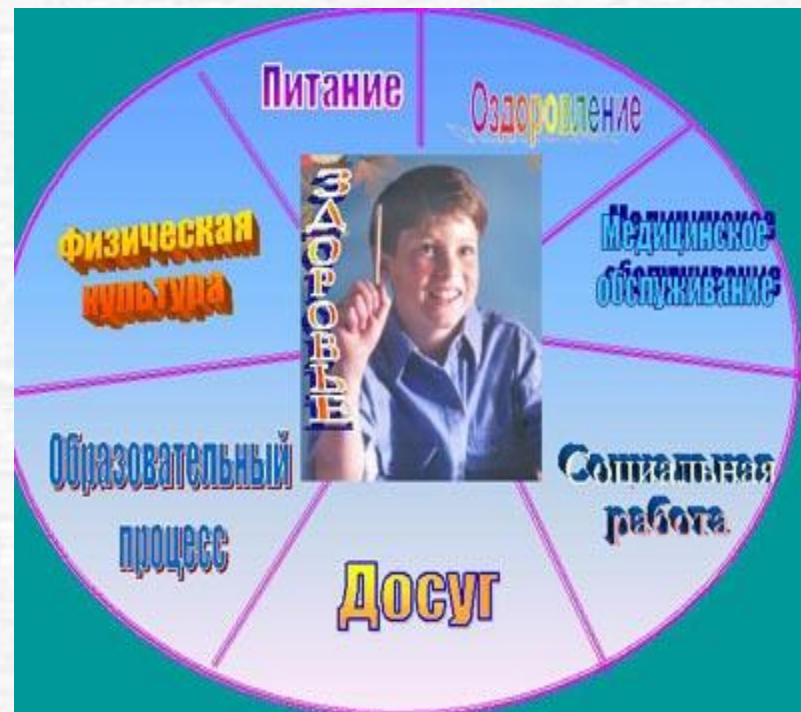 Питание
Оздоровление
Медицинское
обслуживание
Социальная
работа
Досуг
Образовательный
процесс
Физическая
культура
ЗДОРОВЬЕ